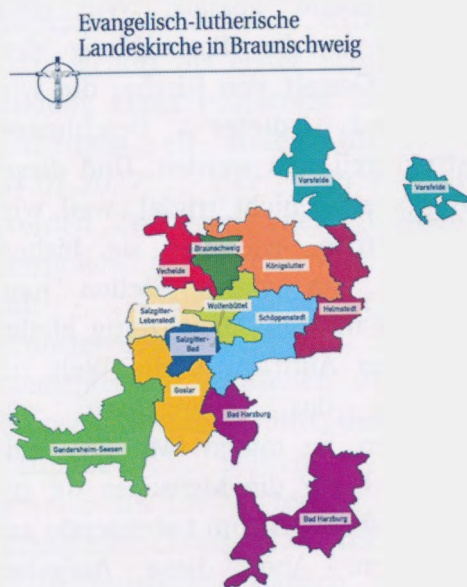 Evangelisch-lutherische
Landeskirche in Braunschweig
Vorsfelde
Vorsfelde
Braunschweig
Königslutter
Vechelde
Helmstedt
Salzgitter-
Lebenstedt
Wolfenbüttel
Schöppenstedt
Salzgitter-
Bad
Goslar
Bad Harzburg
Gandersheim-Seesen
Bad Harzburg